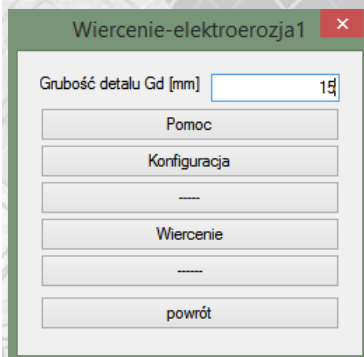 Wiercenie-elektroerozja1
Grubość detalu Gd [mm] 15
Pomoc
Konfiguracja
-----
Wiercenie
------
powrót